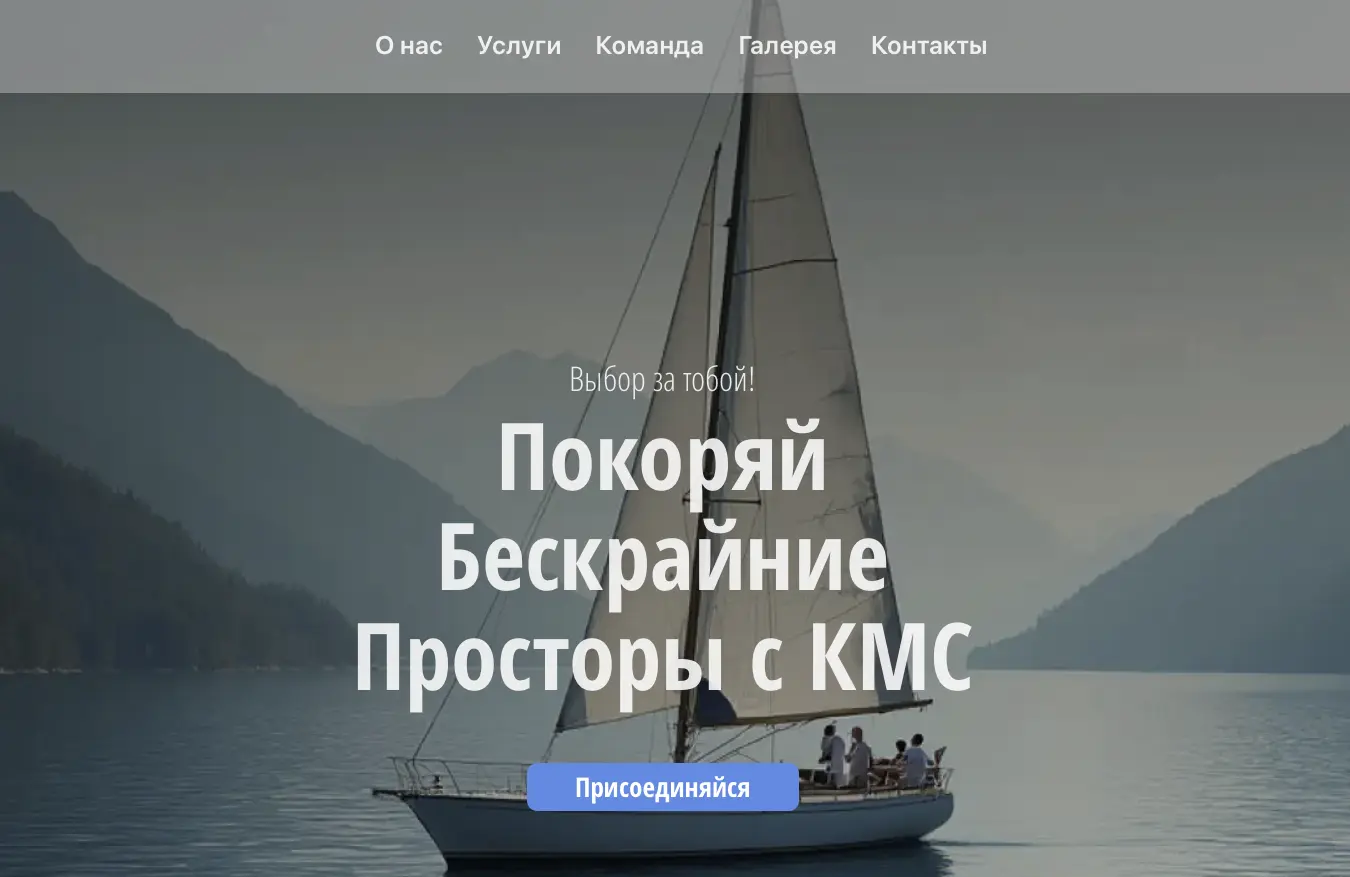 О нас Услуги Команда Галерея Контакты
Выбор за тобой!
Покоряй
Бескрайние
Просторы с КМС
Присоединяйся